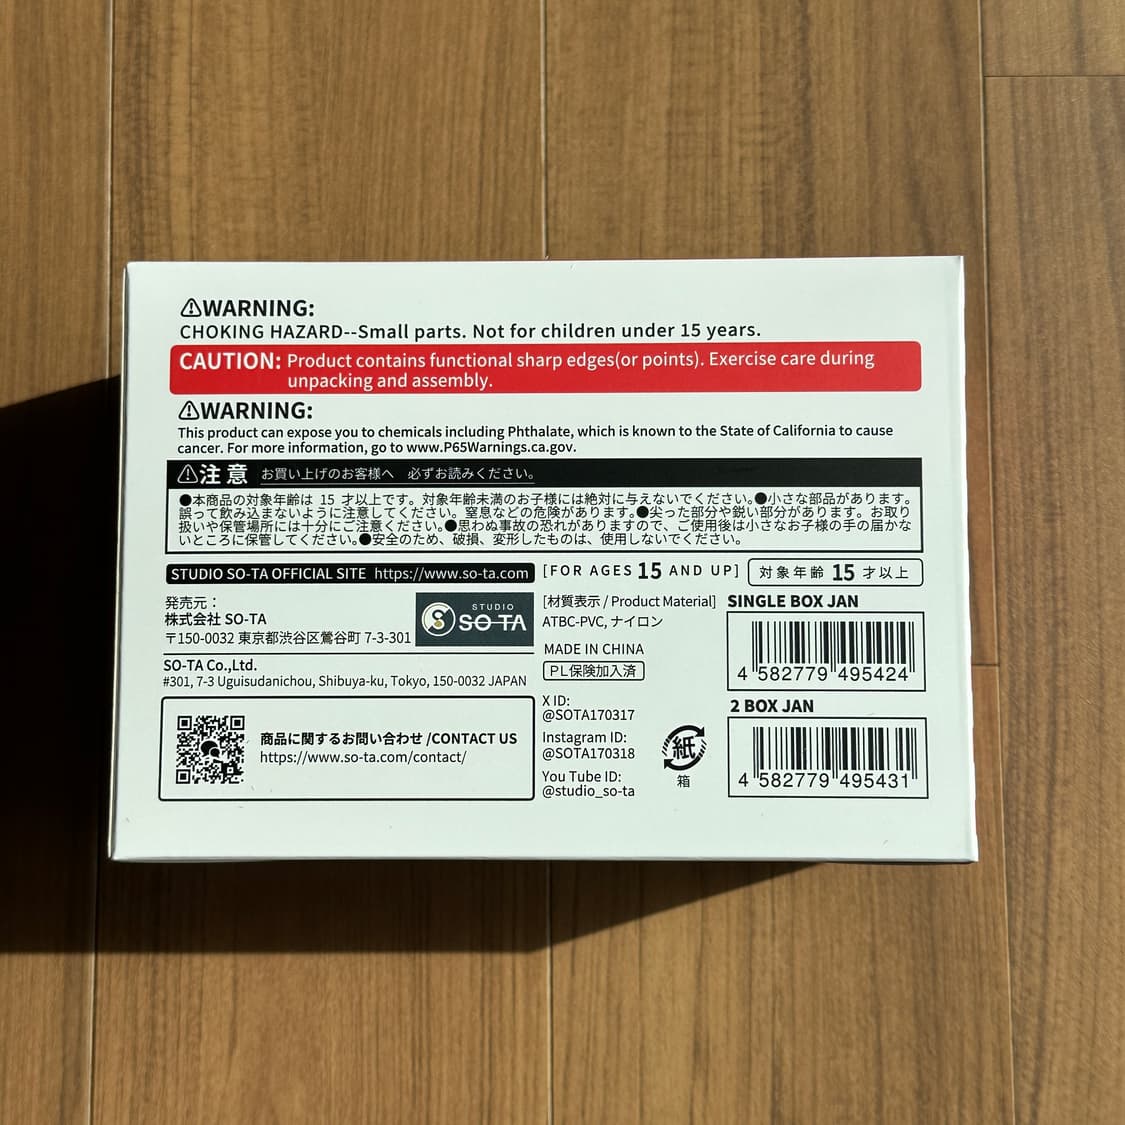 ⚠WARNING:
CHOKING HAZARD--Small parts. Not for children under 15 years.
CAUTION: Product contains functional sharp edges(or points). Exercise care during
unpacking and assembly.
⚠WARNING:
This product can expose you to chemicals including Phthalate, which is known to the State of California to cause
cancer. For more information, go to www.P65Warnings.ca.gov.
⚠注意 お買い上げのお客様へ 必ずお読みください。
●本商品の対象年齢は 15 才以上です。対象年齢未満のお子様には絶対に与えないでください。●小さな部品があります。
誤って飲み込まないように注意してください。窒息などの危険があります。●尖った部分や鋭い部分があります。お取り
扱いや保管場所には十分にご注意ください。●思わぬ事故の恐れがありますので、ご使用後は小さなお子様の手の届かな
いところに保管してください。●安全のため、破損、変形したものは、使用しないでください。
STUDIO SO-TA OFFICIAL SITE https://www.so-ta.com
[FOR AGES 15 AND UP]
対象年齢 15 才以上
発売元：
株式会社 SO-TA
〒150-0032 東京都渋谷区鶯谷町 7-3-301
STUDIO
SO-TA
SO-TA Co.,Ltd.
#301, 7-3 Uguisudanichou, Shibuya-ku, Tokyo, 150-0032 JAPAN
商品に関するお問い合わせ /CONTACT US
https://www.so-ta.com/contact/
[材質表示 / Product Material]
ATBC-PVC, ナイロン
MADE IN CHINA
PL保険加入済
X ID:
@SOTA170317
Instagram ID:
@SOTA170318
You Tube ID:
@studio_so-ta
紙
箱
SINGLE BOX JAN
4 582779 495424
2 BOX JAN
4 582779 495431